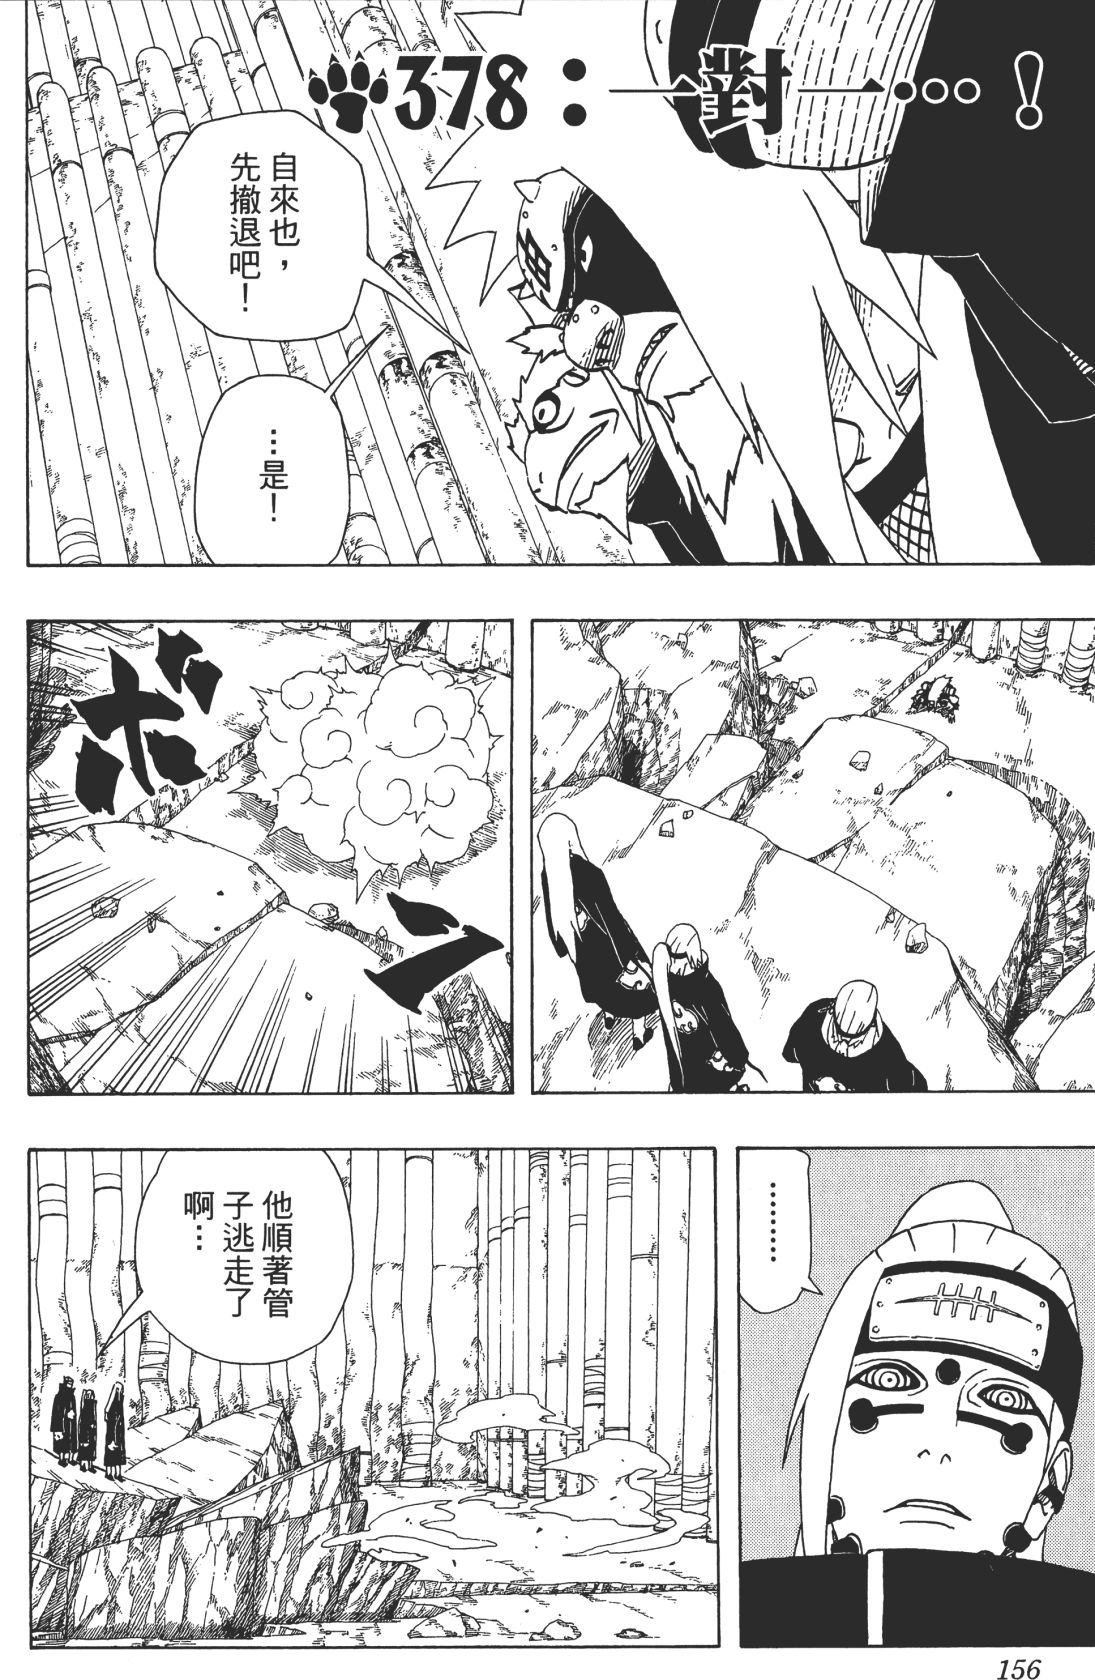 378：一對一…！
自來也，
先撤退吧！
…是！
ボフ
………
他順著管
子逃走了
啊…
156